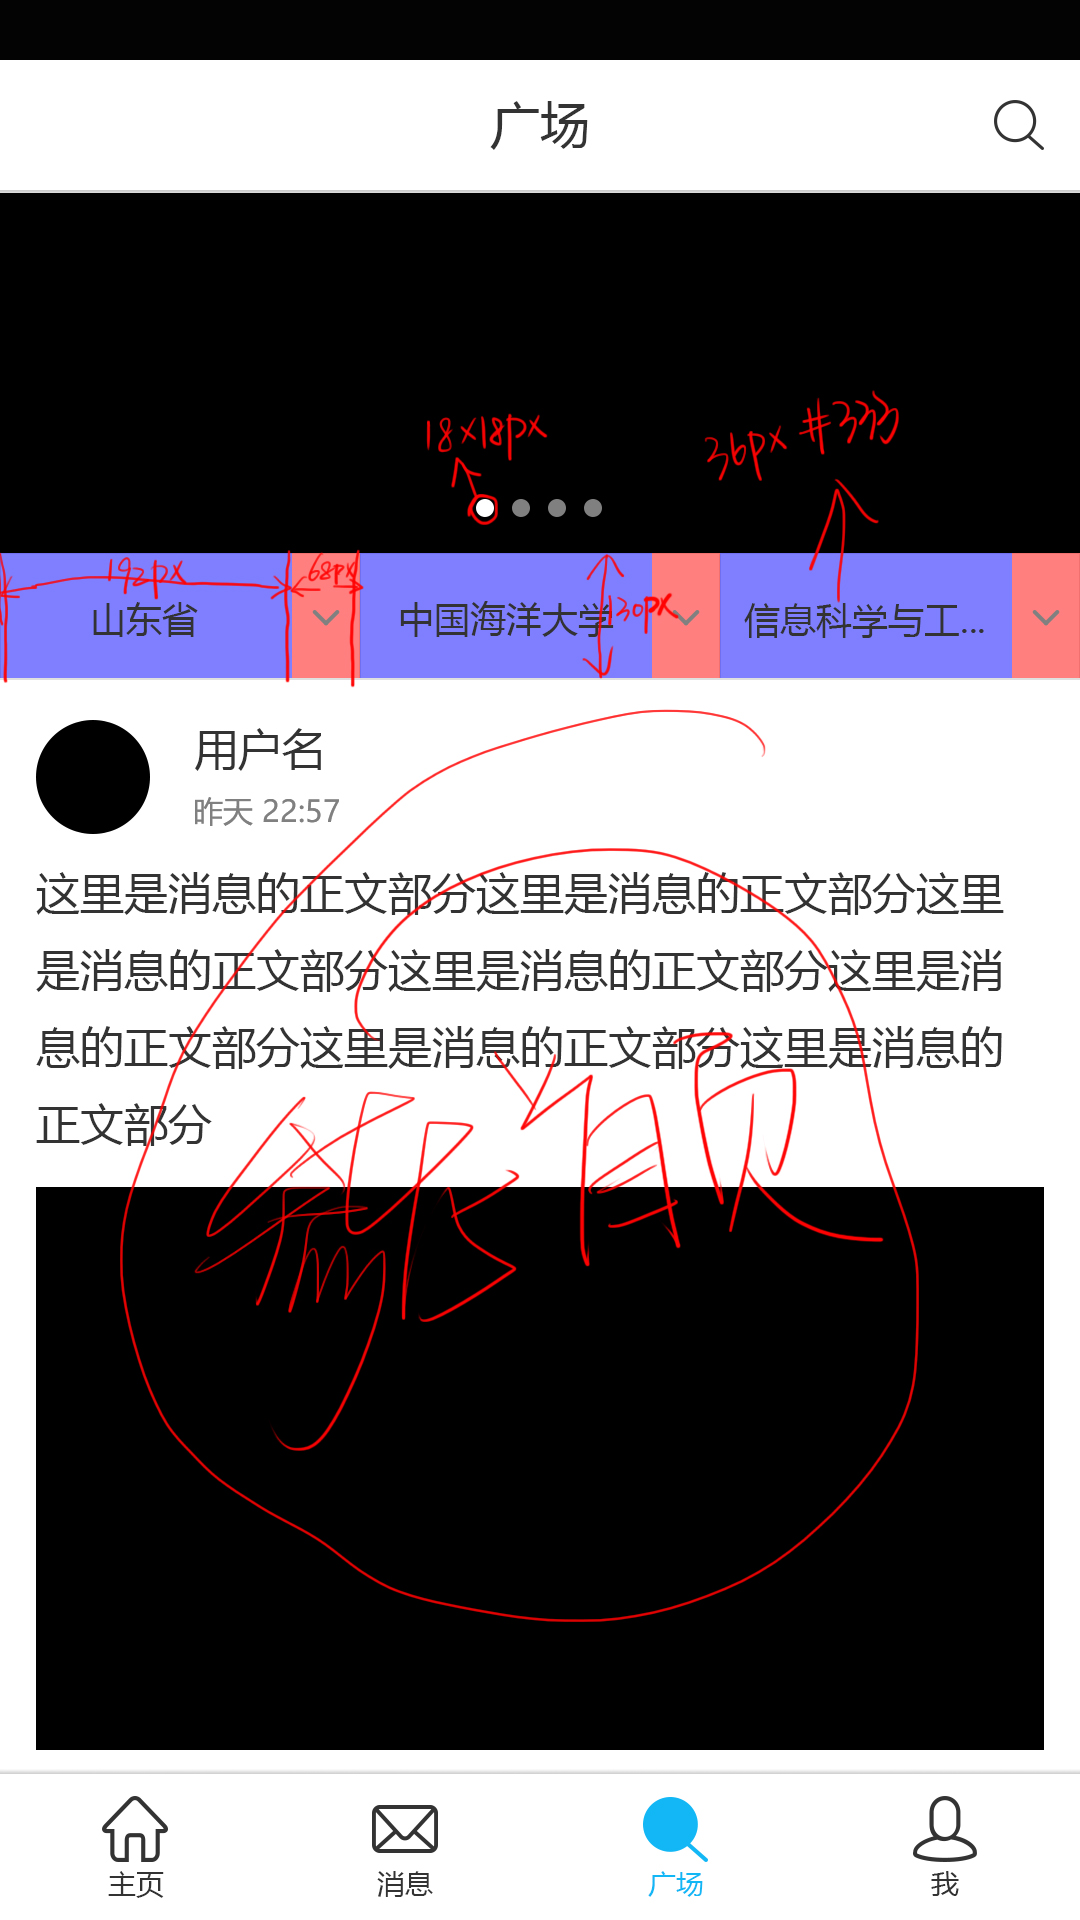 广场
18×18px
36px #333
192px
68px
130px
山东省
中国海洋大学
信息科学与工...
用户名
昨天 22:57
这里是消息的正文部分这里是消息的正文部分这里
是消息的正文部分这里是消息的正文部分这里是消
息的正文部分这里是消息的正文部分这里是消息的
正文部分
首页
主页
消息
广场
我